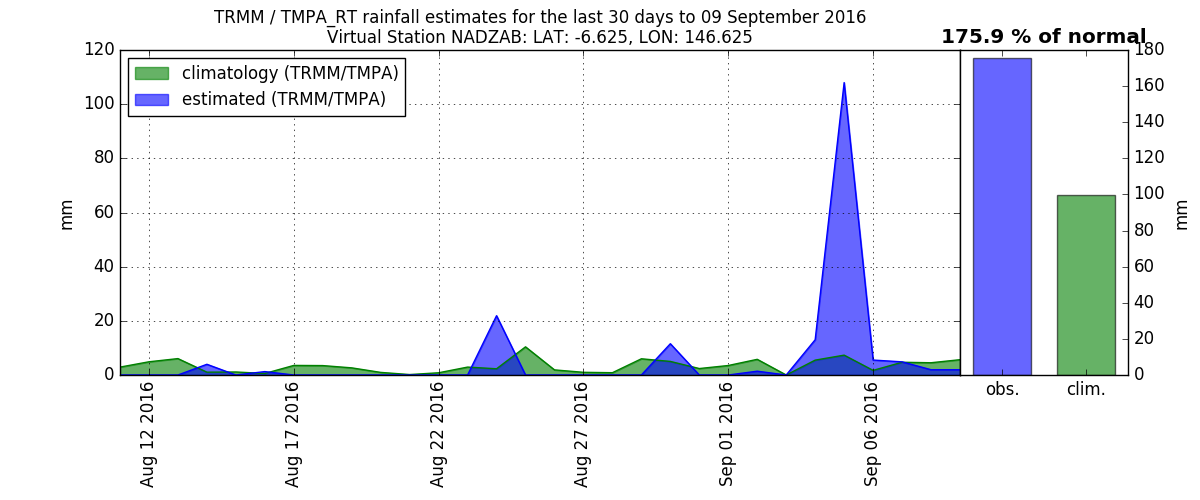 TRMM / TMPA_RT rainfall estimates for the last 30 days to 09 September 2016
Virtual Station NADZAB: LAT: -6.625, LON: 146.625
175.9 % of normal
climatology (TRMM/TMPA)
estimated (TRMM/TMPA)
mm
120
100
80
60
40
20
0
Aug 12 2016
Aug 17 2016
Aug 22 2016
Aug 27 2016
Sep 01 2016
Sep 06 2016
obs.
clim.
180
160
140
120
100
80
60
40
20
0
mm